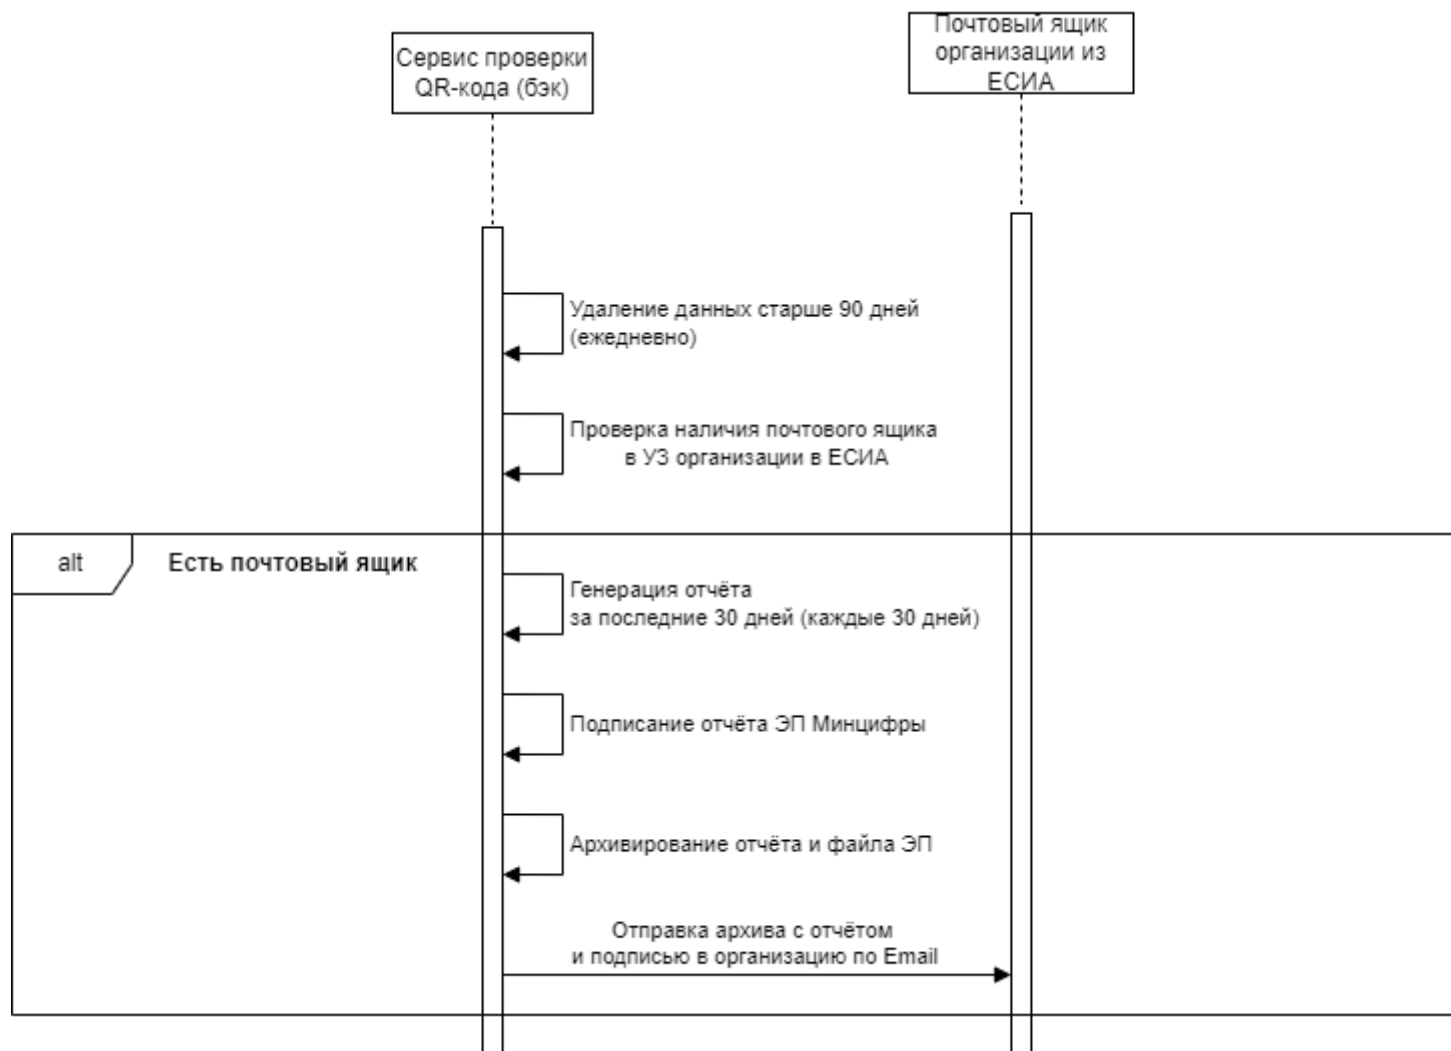 Сервис проверки
QR-кода (бэк)
Почтовый ящик
организации из
ЕСИА
Удаление данных старше 90 дней
(ежедневно)
Проверка наличия почтового ящика
в УЗ организации в ЕСИА
alt
Есть почтовый ящик
Генерация отчёта
за последние 30 дней (каждые 30 дней)
Подписание отчёта ЭП Минцифры
Архивирование отчёта и файла ЭП
Отправка архива с отчётом
и подписью в организацию по Email